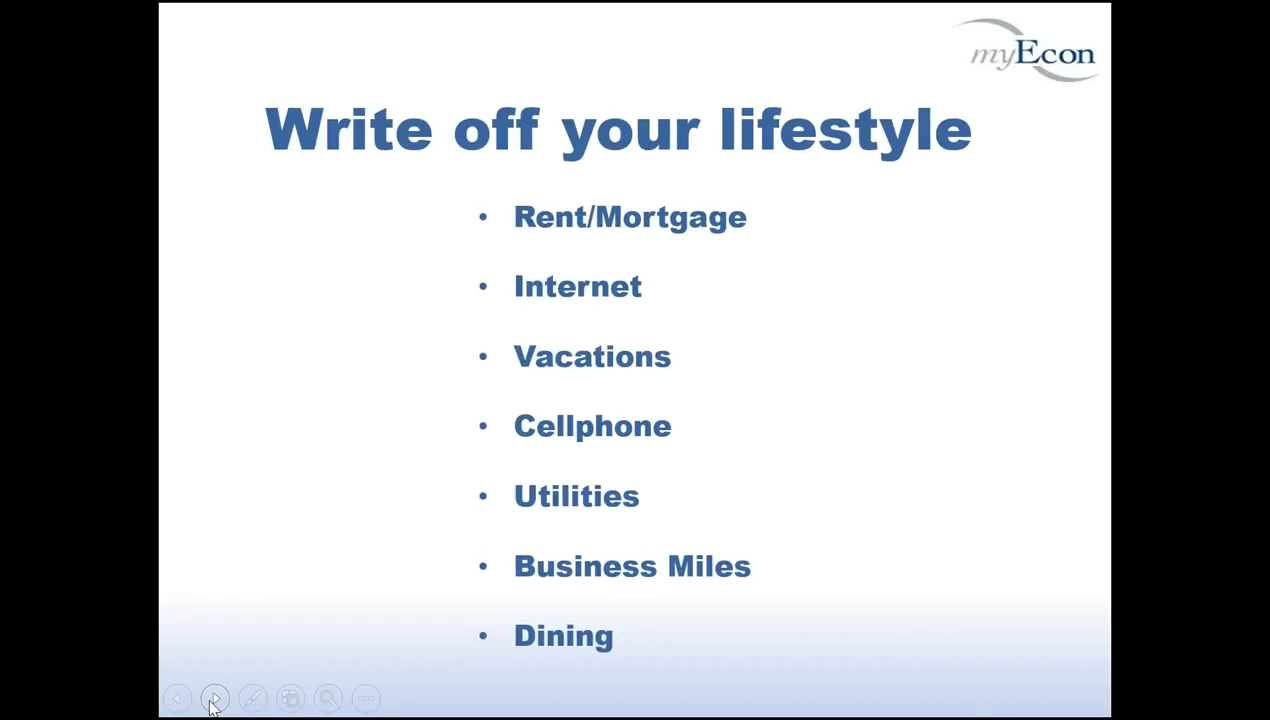 myEcon
Write off your lifestyle
• Rent/Mortgage
• Internet
• Vacations
• Cellphone
• Utilities
• Business Miles
• Dining